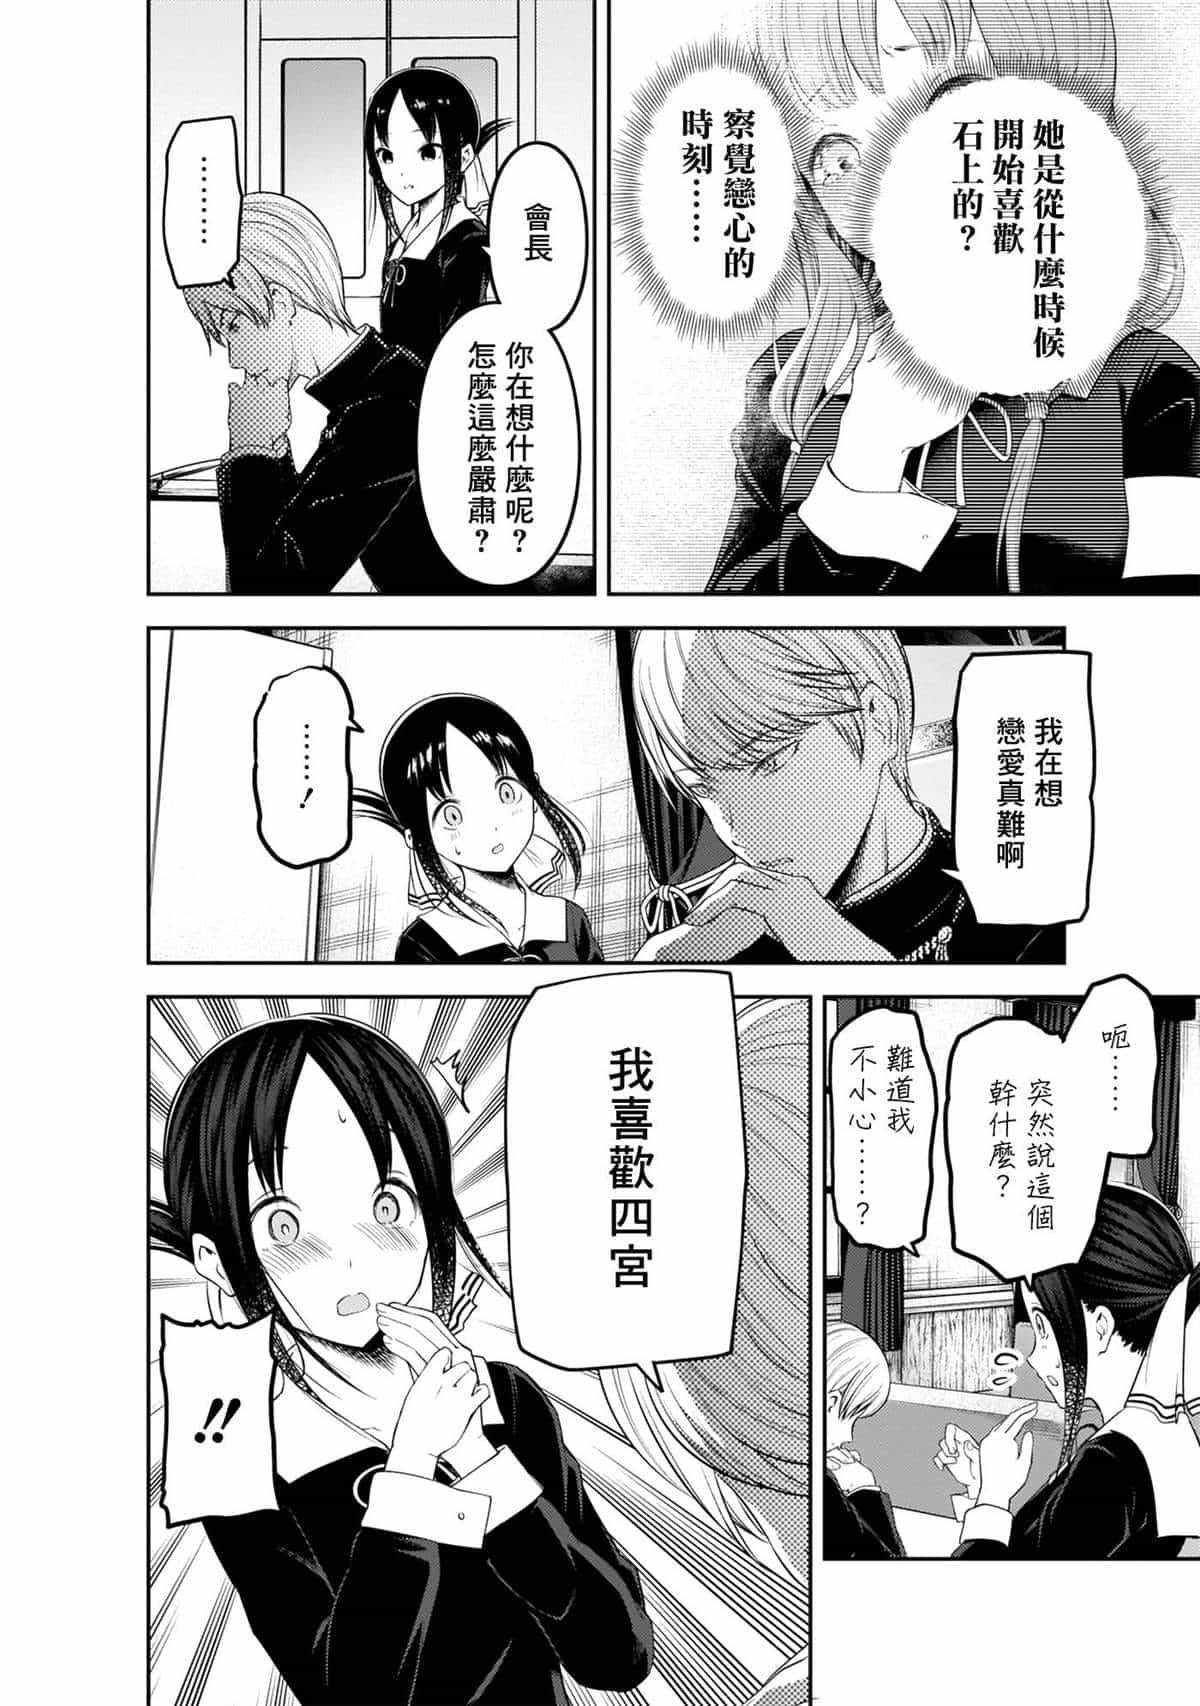 她是從什麼時候
開始喜歡
石上的？
察覺戀心的
時刻……
會長
你在想什麼呢？
怎麼這麼嚴肅？
………
我在想
戀愛真難啊
……！
呃……
突然說這個
幹什麼？
難道我
不小心……？
我喜歡四宮
！！